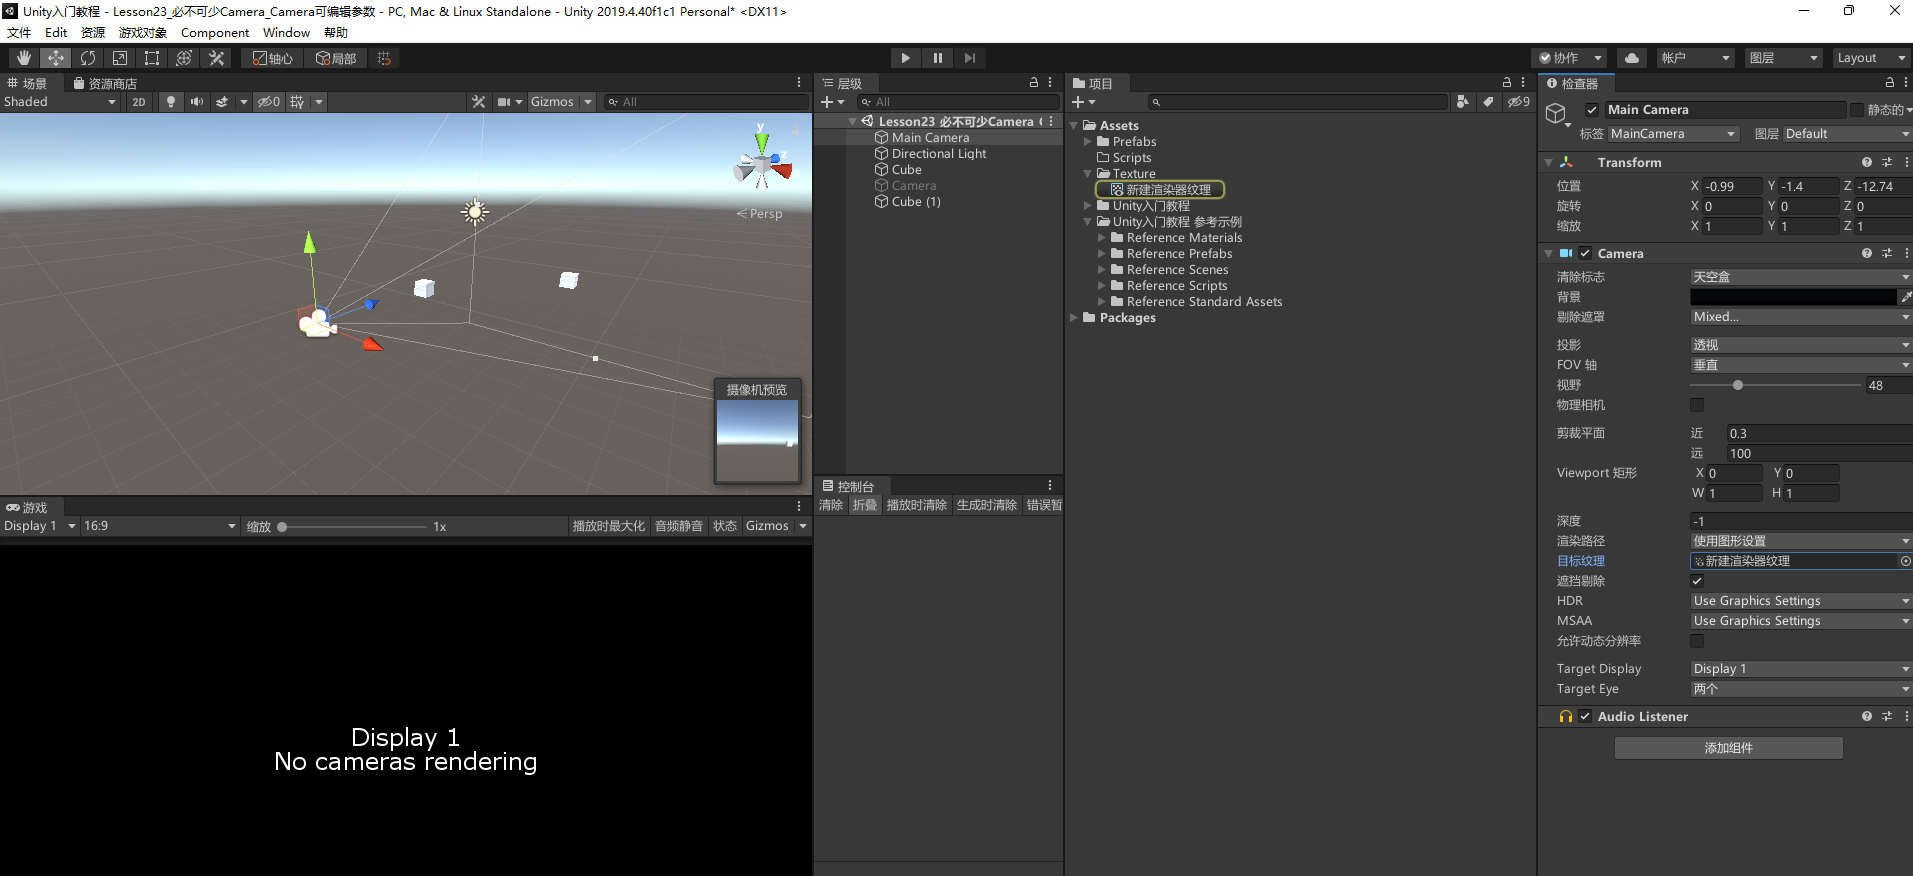 Unity入门教程 - Lesson23_必不可少Camera_Camera可编辑参数 - PC, Mac & Linux Standalone - Unity 2019.4.40f1c1 Personal* <DX11>
文件 Edit 资源 游戏对象 Component Window 帮助
轴心 局部 协作 帐户 图层 Layout
场景 资源商店
Shaded 2D 0 Gizmos All
y
z
Persp
摄像机预览
游戏
Display 1 16:9 缩放 1x 播放时最大化 音频静音 状态 Gizmos
Display 1
No cameras rendering
层级
All
Lesson23 必不可少Camera
Main Camera
Directional Light
Cube
Camera
Cube (1)
控制台
清除 折叠 播放时清除 生成时清除 错误暂
项目
9
Assets
Prefabs
Scripts
Texture
新建渲染器纹理
Unity入门教程
Unity入门教程 参考示例
Reference Materials
Reference Prefabs
Reference Scenes
Reference Scripts
Reference Standard Assets
Packages
检查器
Main Camera 静态的
标签 MainCamera 图层 Default
Transform
位置 X -0.99 Y -1.4 Z -12.74
旋转 X 0 Y 0 Z 0
缩放 X 1 Y 1 Z 1
Camera
清除标志 天空盒
背景
剔除遮罩 Mixed...
投影 透视
FOV 轴 垂直
视野 48
物理相机
剪裁平面 近 0.3
远 100
Viewport 矩形 X 0 Y 0
W 1 H 1
深度 -1
渲染路径 使用图形设置
目标纹理 新建渲染器纹理
遮挡剔除
HDR Use Graphics Settings
MSAA Use Graphics Settings
允许动态分辨率
Target Display Display 1
Target Eye 两个
Audio Listener
添加组件